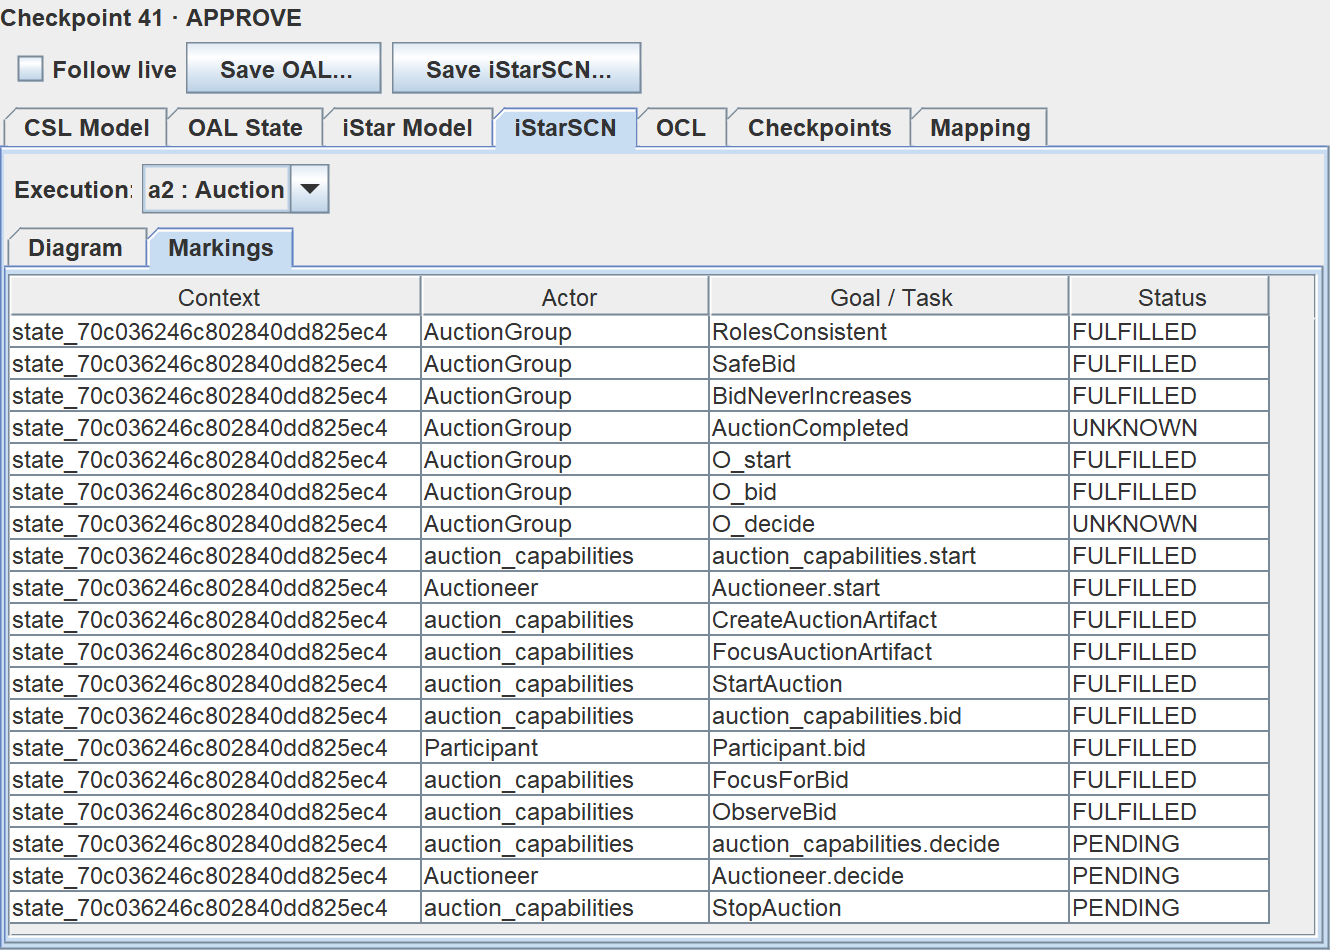 Checkpoint 41 · APPROVE
Follow live Save OAL... Save iStarSCN...
CSL Model OAL State iStar Model iStarSCN OCL Checkpoints Mapping
Execution: a2 : Auction
Diagram Markings
Context Actor Goal / Task Status
state_70c036246c802840dd825ec4 AuctionGroup RolesConsistent FULFILLED
state_70c036246c802840dd825ec4 AuctionGroup SafeBid FULFILLED
state_70c036246c802840dd825ec4 AuctionGroup BidNeverIncreases FULFILLED
state_70c036246c802840dd825ec4 AuctionGroup AuctionCompleted UNKNOWN
state_70c036246c802840dd825ec4 AuctionGroup O_start FULFILLED
state_70c036246c802840dd825ec4 AuctionGroup O_bid FULFILLED
state_70c036246c802840dd825ec4 AuctionGroup O_decide UNKNOWN
state_70c036246c802840dd825ec4 auction_capabilities auction_capabilities.start FULFILLED
state_70c036246c802840dd825ec4 Auctioneer Auctioneer.start FULFILLED
state_70c036246c802840dd825ec4 auction_capabilities CreateAuctionArtifact FULFILLED
state_70c036246c802840dd825ec4 auction_capabilities FocusAuctionArtifact FULFILLED
state_70c036246c802840dd825ec4 auction_capabilities StartAuction FULFILLED
state_70c036246c802840dd825ec4 auction_capabilities auction_capabilities.bid FULFILLED
state_70c036246c802840dd825ec4 Participant Participant.bid FULFILLED
state_70c036246c802840dd825ec4 auction_capabilities FocusForBid FULFILLED
state_70c036246c802840dd825ec4 auction_capabilities ObserveBid FULFILLED
state_70c036246c802840dd825ec4 auction_capabilities auction_capabilities.decide PENDING
state_70c036246c802840dd825ec4 Auctioneer Auctioneer.decide PENDING
state_70c036246c802840dd825ec4 auction_capabilities StopAuction PENDING